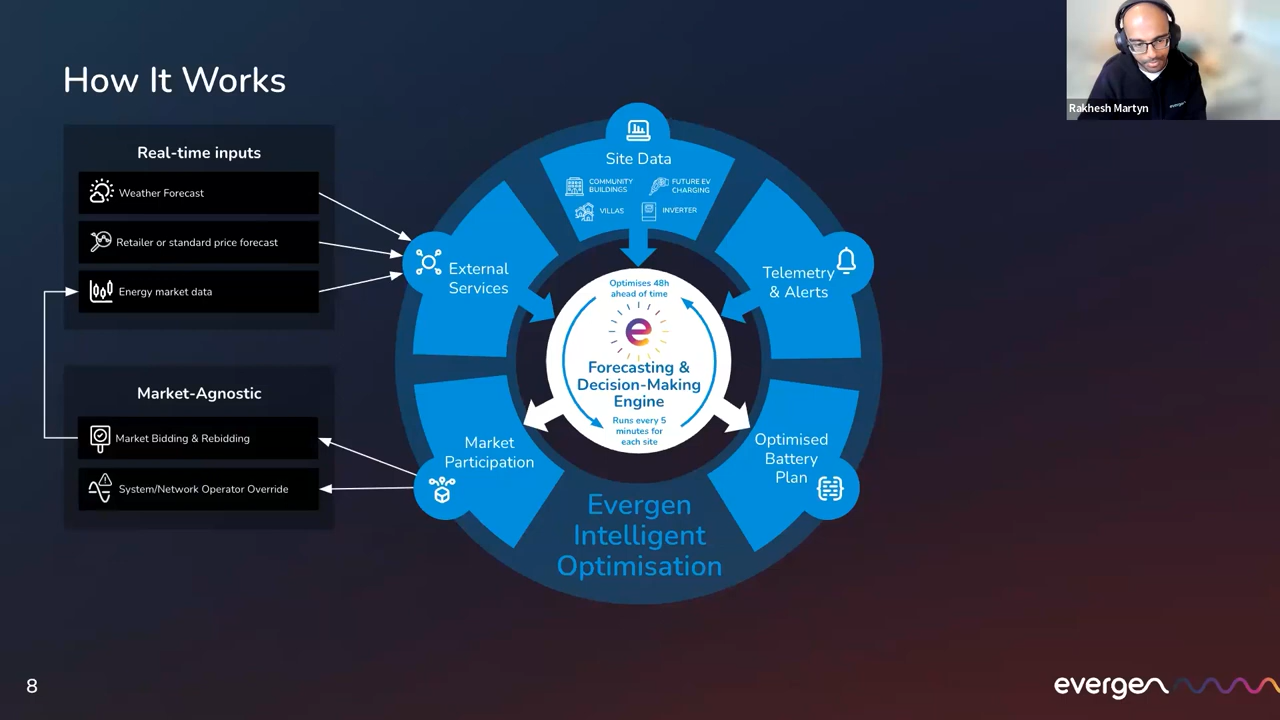 How It Works
Rakhesh Martyn
evergen
Real-time inputs
Weather Forecast
Retailer or standard price forecast
Energy market data
Market-Agnostic
Market Bidding & Rebidding
System/Network Operator Override
Site Data
COMMUNITY
BUILDINGS
FUTURE EV
CHARGING
VILLAS
INVERTER
External
Services
Telemetry
& Alerts
Optimises 48h
ahead of time
e
Forecasting &
Decision-Making
Engine
Runs every 5
minutes for
each site
Market
Participation
Optimised
Battery
Plan
Evergen
Intelligent
Optimisation
8
evergen